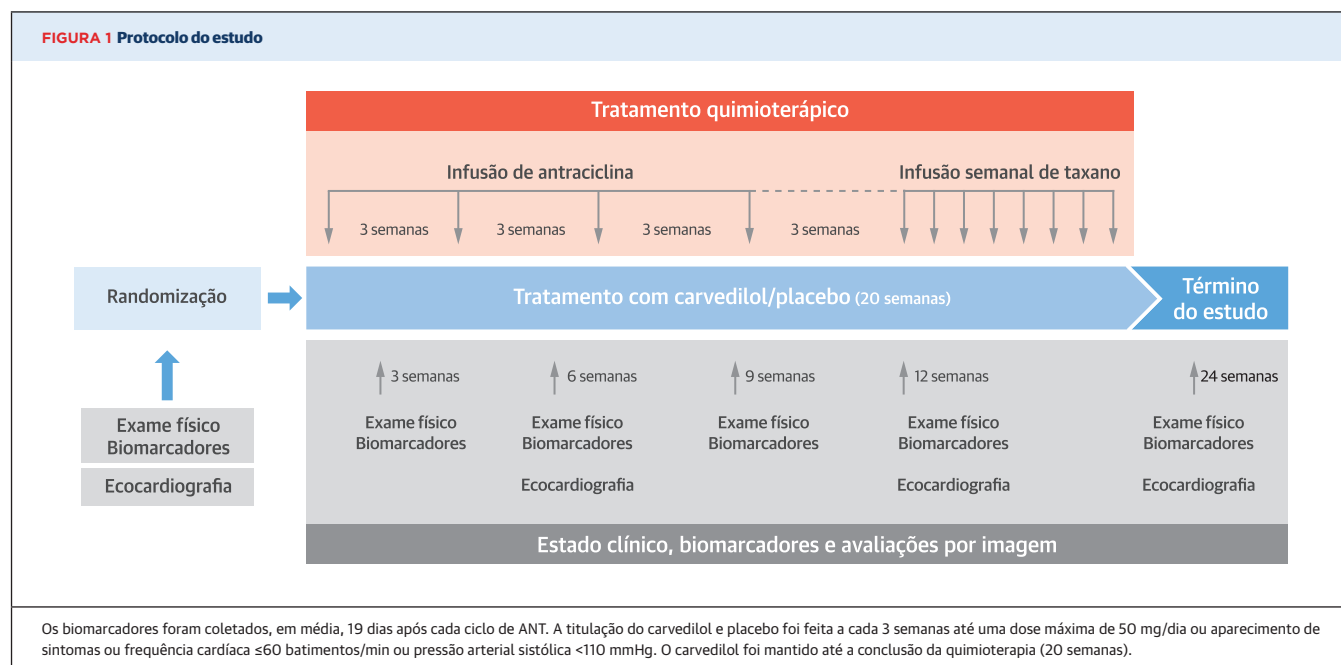 FIGURA 1 Protocolo do estudo
Tratamento quimioterápico
Infusão de antraciclina
Infusão semanal de taxano
3 semanas
3 semanas
3 semanas
3 semanas
Randomização
Tratamento com carvedilol/placebo (20 semanas)
Término
do estudo
3 semanas
6 semanas
9 semanas
12 semanas
24 semanas
Exame físico
Biomarcadores
Ecocardiografia
Exame físico
Biomarcadores
Exame físico
Biomarcadores
Ecocardiografia
Exame físico
Biomarcadores
Exame físico
Biomarcadores
Ecocardiografia
Exame físico
Biomarcadores
Ecocardiografia
Estado clínico, biomarcadores e avaliações por imagem
Os biomarcadores foram coletados, em média, 19 dias após cada ciclo de ANT. A titulação do carvedilol e placebo foi feita a cada 3 semanas até uma dose máxima de 50 mg/dia ou aparecimento de
sintomas ou frequência cardíaca ≤60 batimentos/min ou pressão arterial sistólica <110 mmHg. O carvedilol foi mantido até a conclusão da quimioterapia (20 semanas).